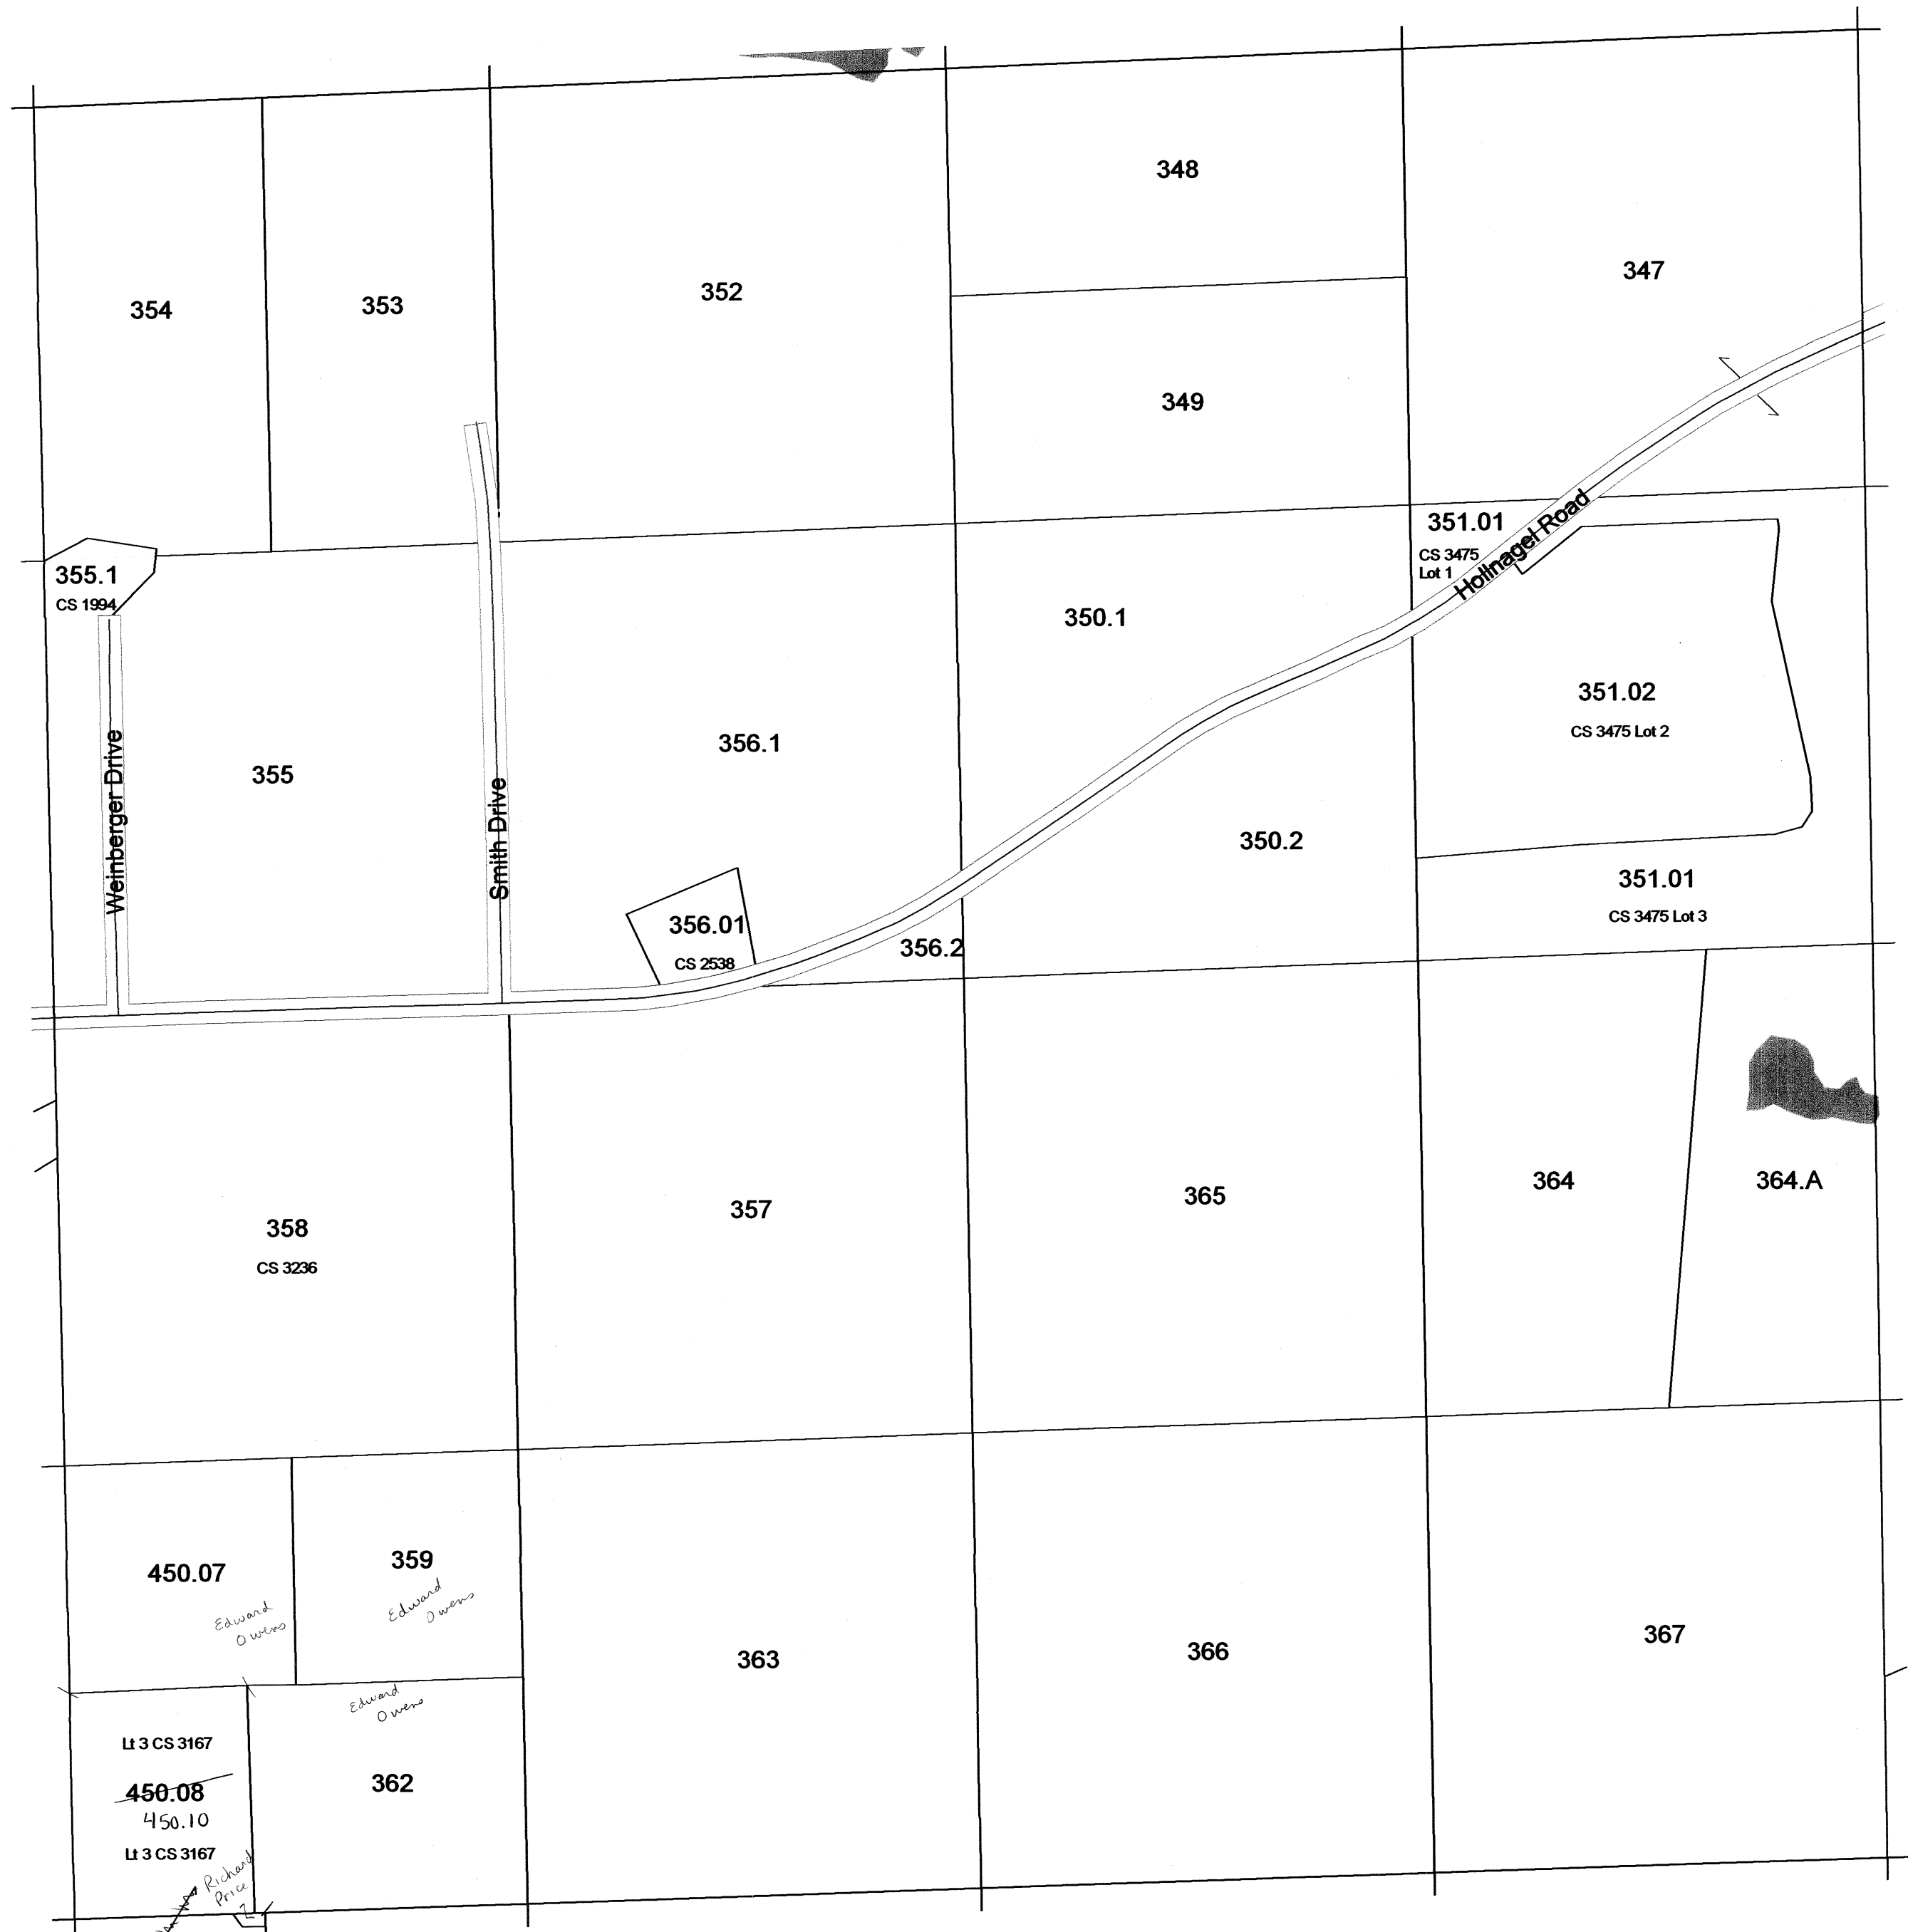 348
347
352
353
354
349
351.01
CS 3475
Lot 1
Hollnagel Road
355.1
CS 1994
350.1
351.02
CS 3475 Lot 2
356.1
355
Weinberger Drive
Smith Drive
350.2
351.01
CS 3475 Lot 3
356.01
CS 2538
356.2
364
364.A
365
357
358
CS 3236
359
Edward
Owens
450.07
Edward
Owens
367
366
363
Edward
Owens
362
Lt 3 CS 3167
450.08
450.10
Lt 3 CS 3167
Richard
Price